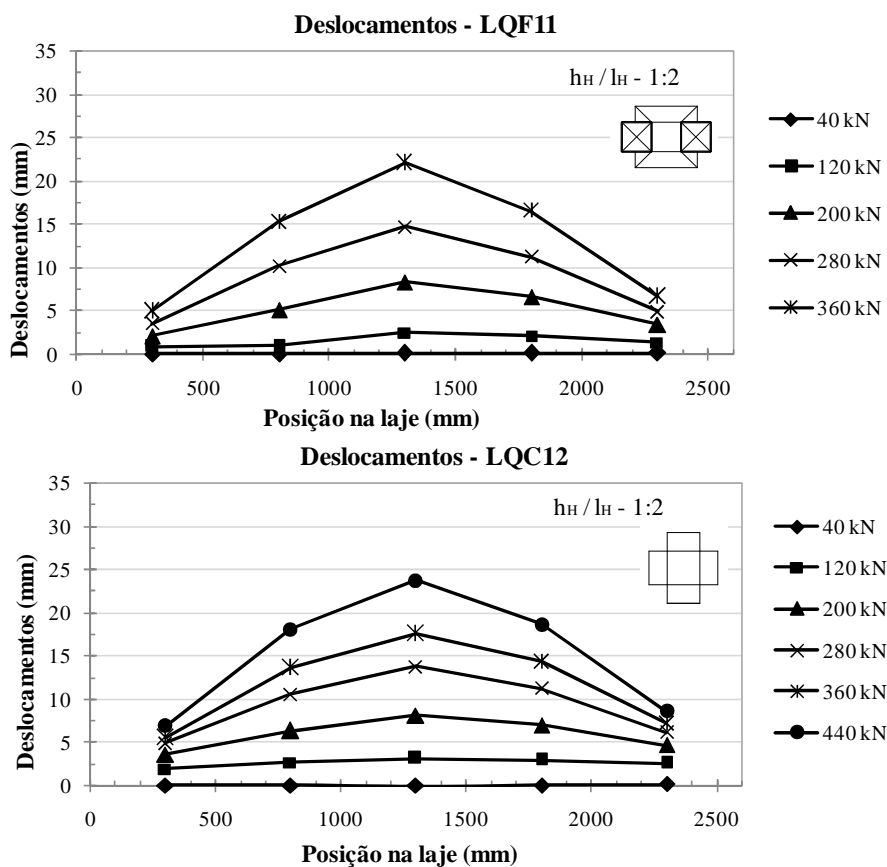 Deslocamentos - LQF11
35
30
25
20
15
10
5
0
Deslocamentos (mm)
0 500 1000 1500 2000 2500
Posição na laje (mm)
hH / lH - 1:2
40 kN
120 kN
200 kN
280 kN
360 kN
Deslocamentos - LQC12
35
30
25
20
15
10
5
0
Deslocamentos (mm)
0 500 1000 1500 2000 2500
Posição na laje (mm)
hH / lH - 1:2
40 kN
120 kN
200 kN
280 kN
360 kN
440 kN